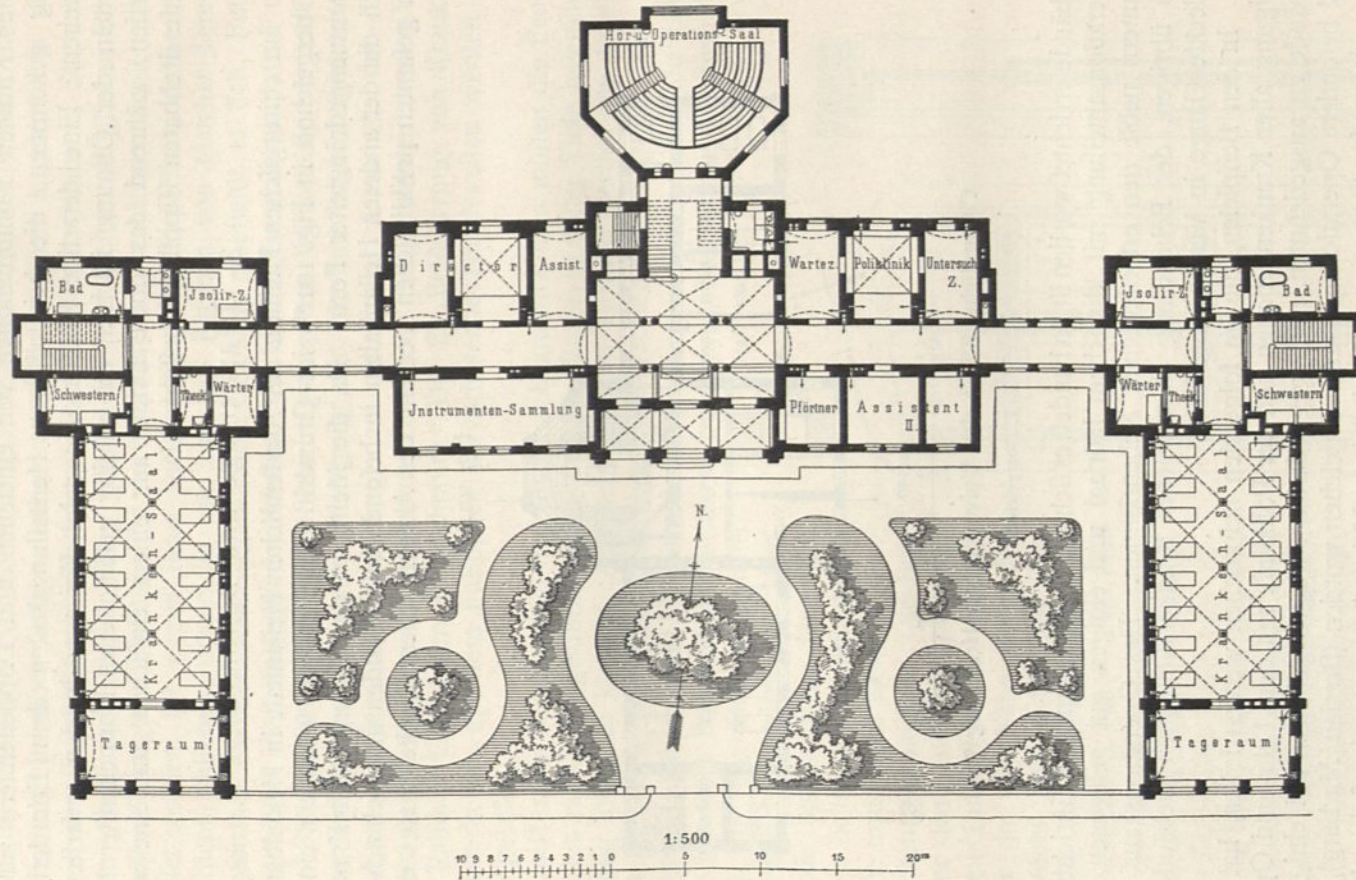 Hör-u-Operations-Saal
Director
Assist.
Wartez.
Poliklinik
Untersuch
Z.
Bad
Jsolir-Z.
Jsolir-Z.
Bad
Schwestern
Theek.
Wärter
Jnstrumenten-Sammlung
Pförtner
Assistent
II.
Wärter
Theek.
Schwestern
Kranken-Saal
Kranken-Saal
N.
Tageraum
Tageraum
1:500
10 9 8 7 6 5 4 3 2 1 0 5 10 15 20m